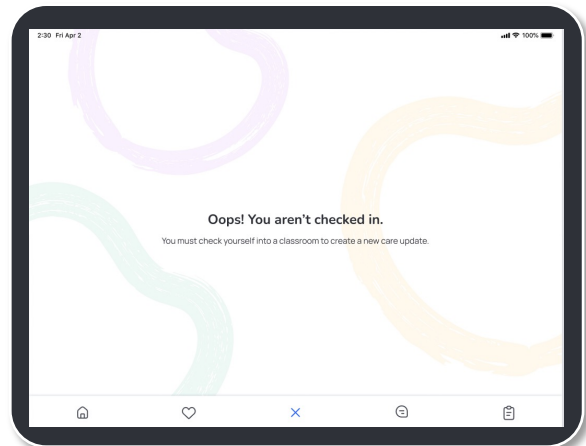 2:30 Fri Apr 2
100%
Oops! You aren't checked in.
You must check yourself into a classroom to create a new care update.